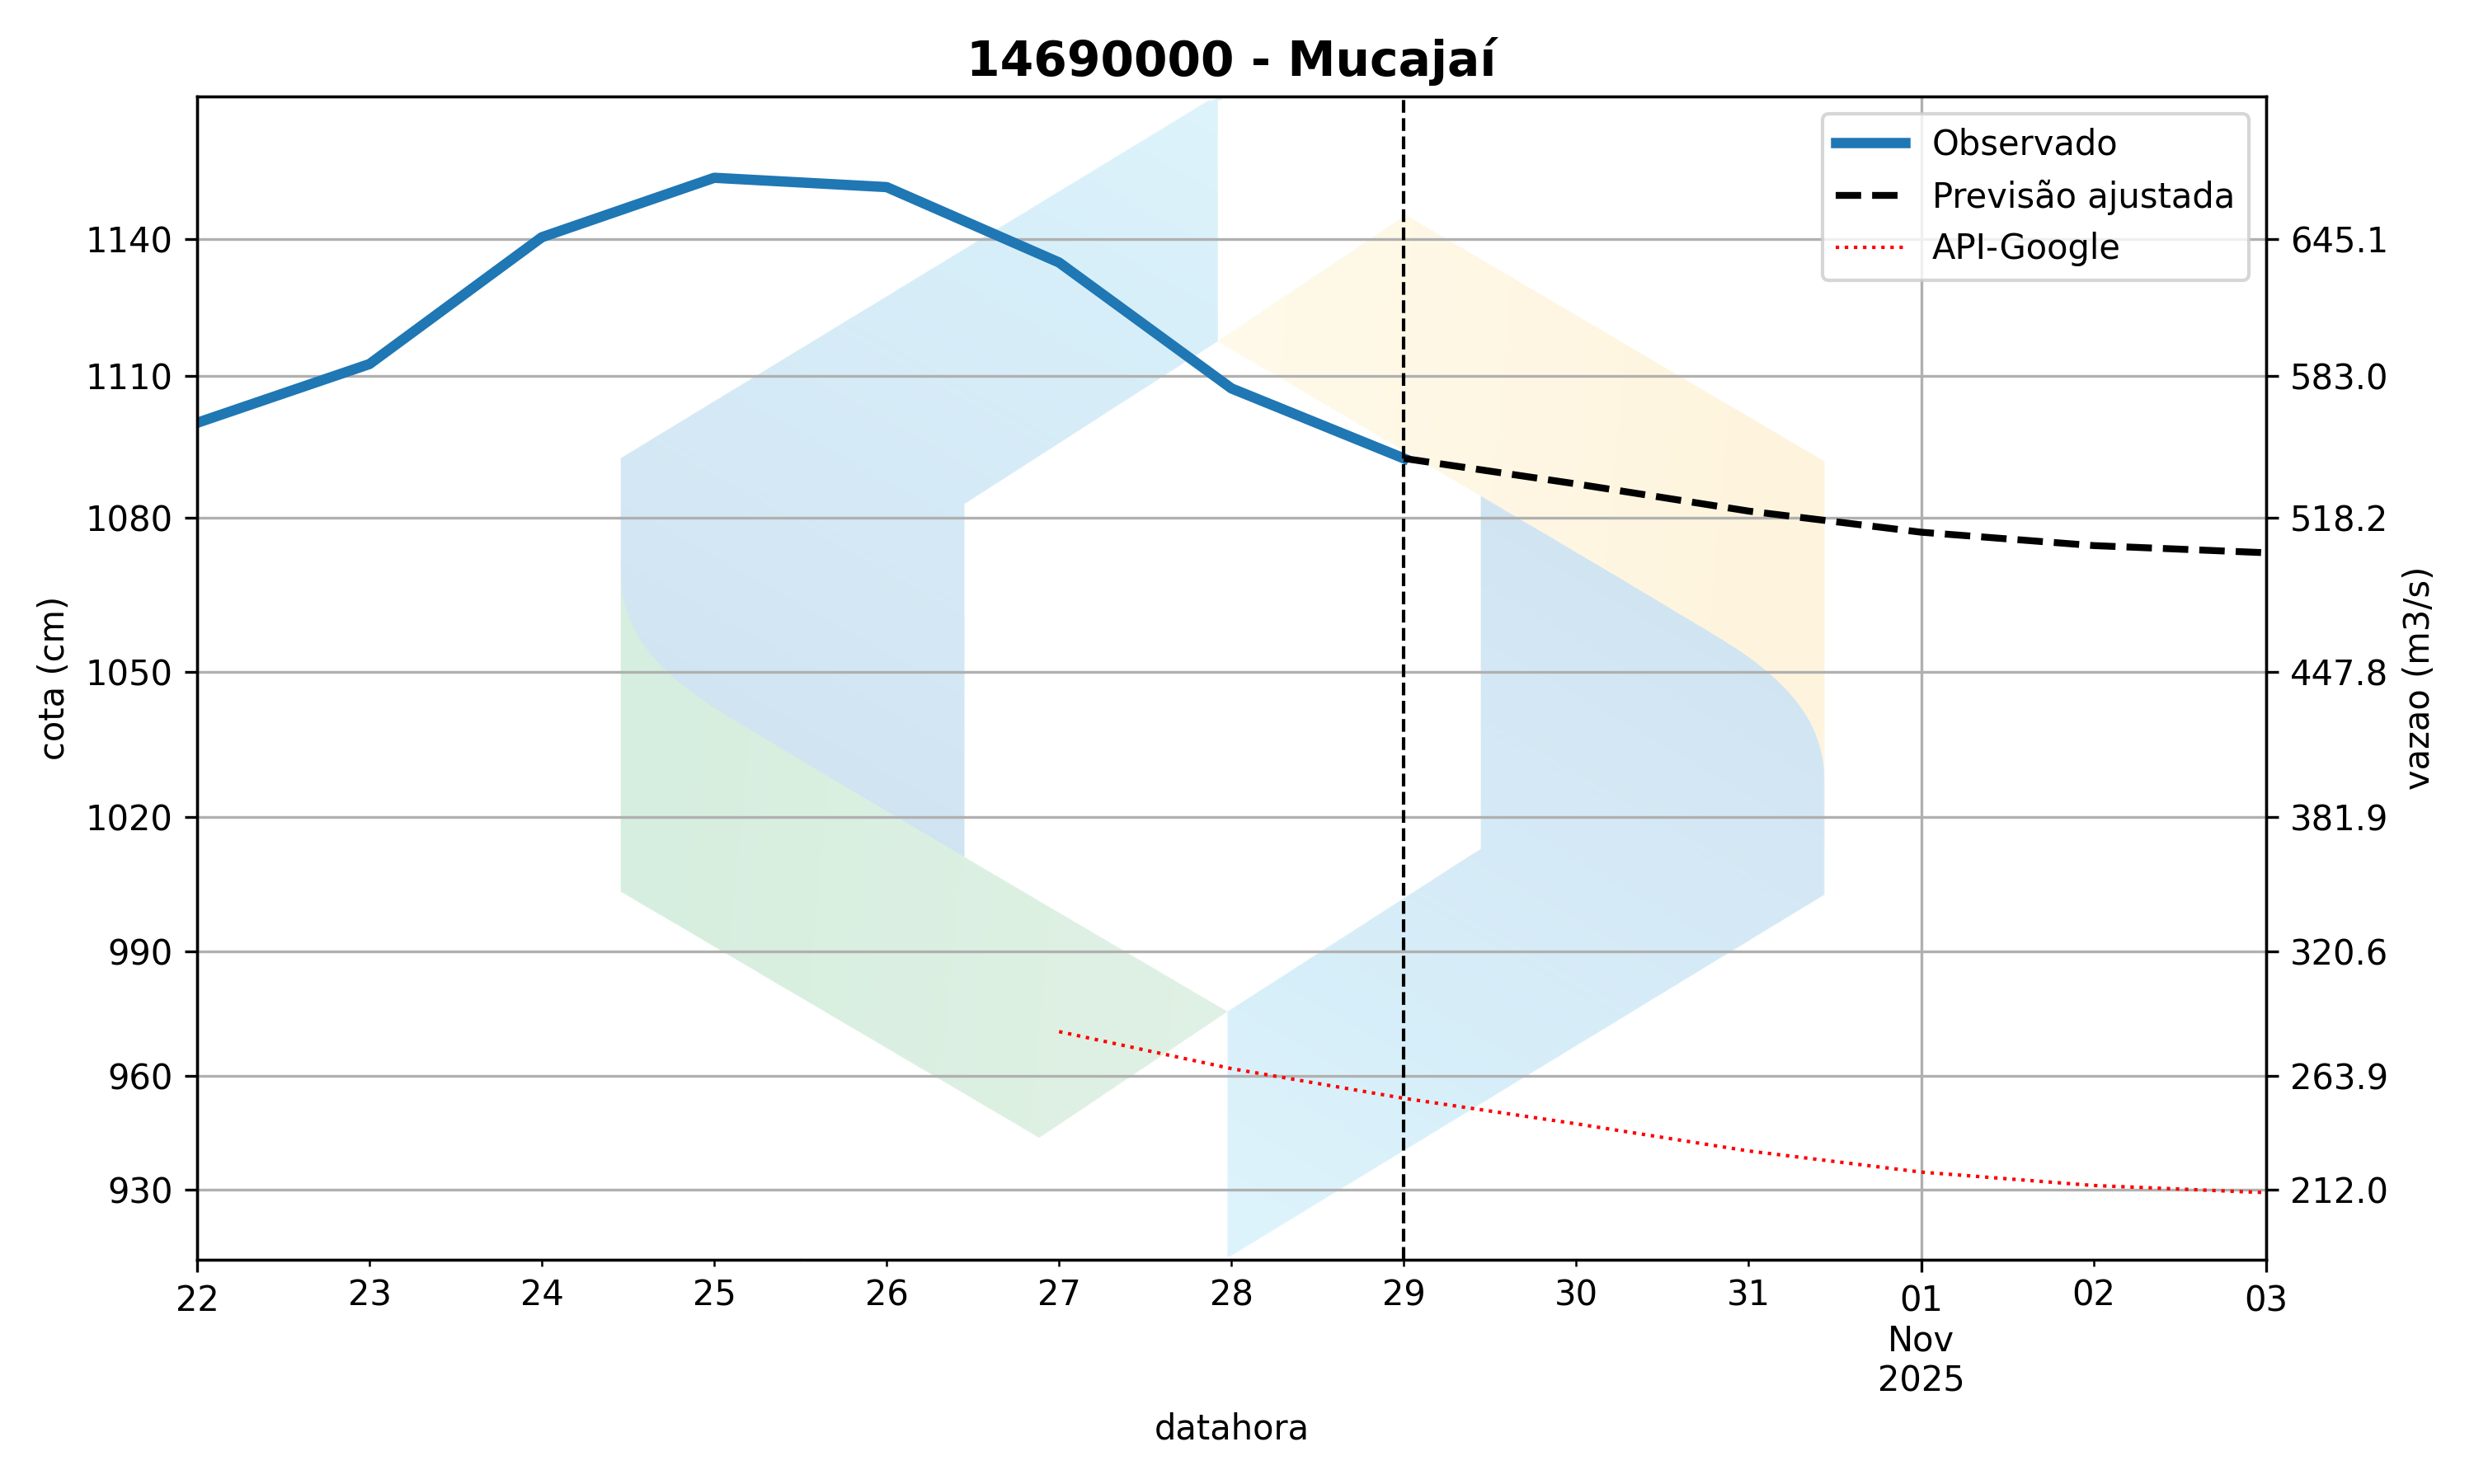 14690000 - Mucajaí
Observado
Previsão ajustada
API-Google
1140
1110
1080
1050
1020
990
960
930
cota (cm)
645.1
583.0
518.2
447.8
381.9
320.6
263.9
212.0
vazao (m3/s)
22 23 24 25 26 27 28 29 30 31 01 02 03
Nov
2025
datahora